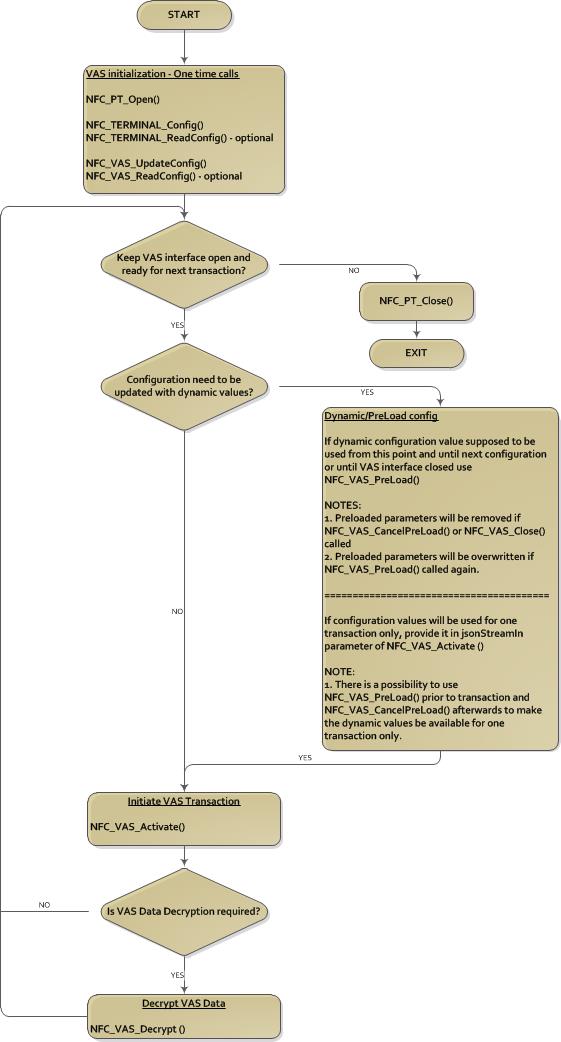 START
VAS initialization - One time calls
NFC_PT_Open()
NFC_TERMINAL_Config()
NFC_TERMINAL_ReadConfig() - optional
NFC_VAS_UpdateConfig()
NFC_VAS_ReadConfig() - optional
Keep VAS interface open and
ready for next transaction?
NO
NFC_PT_Close()
EXIT
YES
Configuration need to be
updated with dynamic values?
YES
Dynamic/PreLoad config
If dynamic configuration value supposed to be
used from this point and until next configuration
or until VAS interface closed use
NFC_VAS_PreLoad()
NOTES:
1. Preloaded parameters will be removed if
NFC_VAS_CancelPreLoad() or NFC_VAS_Close()
called
2. Preloaded parameters will be overwritten if
NFC_VAS_PreLoad() called again.
========================================
If configuration values will be used for one
transaction only, provide it in jsonStreamIn
parameter of NFC_VAS_Activate ()
NOTE:
1. There is a possibility to use
NFC_VAS_PreLoad() prior to transaction and
NFC_VAS_CancelPreLoad() afterwards to make
the dynamic values be available for one
transaction only.
NO
YES
Initiate VAS Transaction
NFC_VAS_Activate()
Is VAS Data Decryption required?
NO
YES
Decrypt VAS Data
NFC_VAS_Decrypt ()